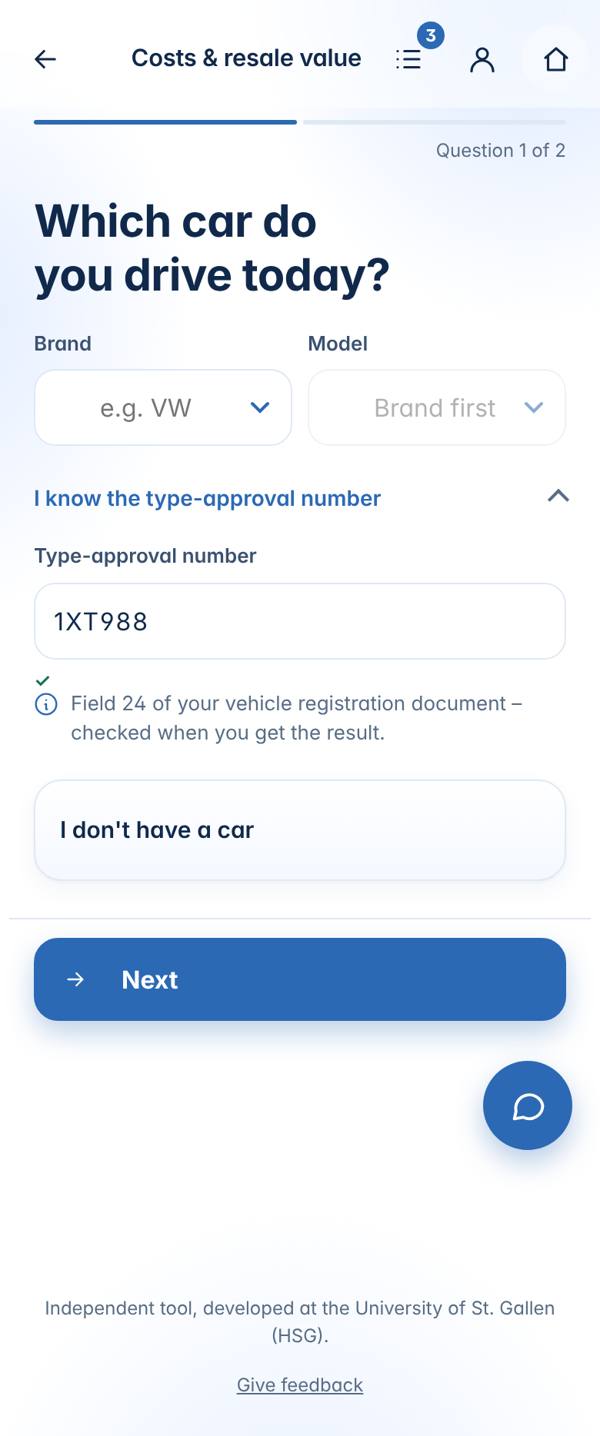 Costs & resale value
3
Question 1 of 2
Which car do
you drive today?
Brand
Model
e.g. VW
Brand first
I know the type-approval number
Type-approval number
1XT988
Field 24 of your vehicle registration document –
checked when you get the result.
I don't have a car
Next
Independent tool, developed at the University of St. Gallen
(HSG).
Give feedback